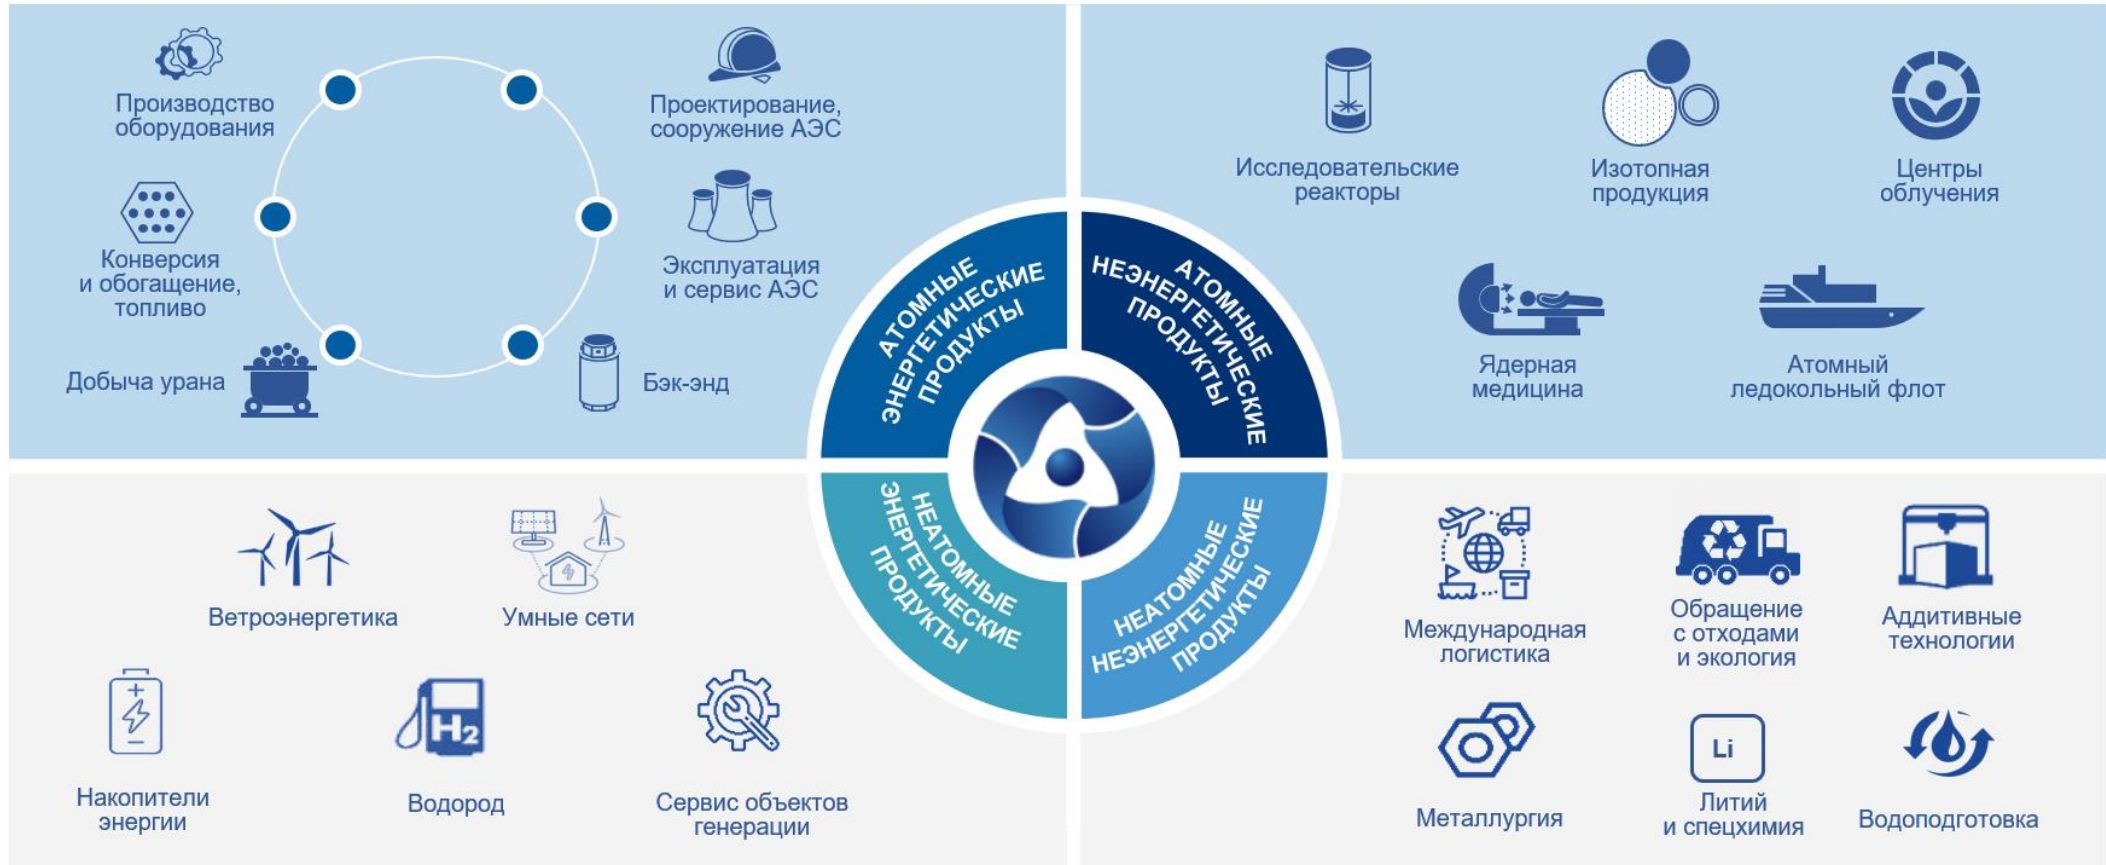 Производство
оборудования
Проектирование,
сооружение АЭС
Конверсия
и обогащение,
топливо
Эксплуатация
и сервис АЭС
Добыча урана
Бэк-энд
АТОМНЫЕ
ЭНЕРГЕТИЧЕСКИЕ
ПРОДУКТЫ
Исследовательские
реакторы
Изотопная
продукция
Центры
облучения
Ядерная
медицина
Атомный
ледокольный флот
АТОМНЫЕ
НЕЭНЕРГЕТИЧЕСКИЕ
ПРОДУКТЫ
Ветроэнергетика
Умные сети
Накопители
энергии
H2
Водород
Сервис объектов
генерации
НЕАТОМНЫЕ
ЭНЕРГЕТИЧЕСКИЕ
ПРОДУКТЫ
НЕАТОМНЫЕ
НЕЭНЕРГЕТИЧЕСКИЕ
ПРОДУКТЫ
Международная
логистика
Обращение
с отходами
и экология
Аддитивные
технологии
Металлургия
Li
Литий
и спецхимия
Водоподготовка